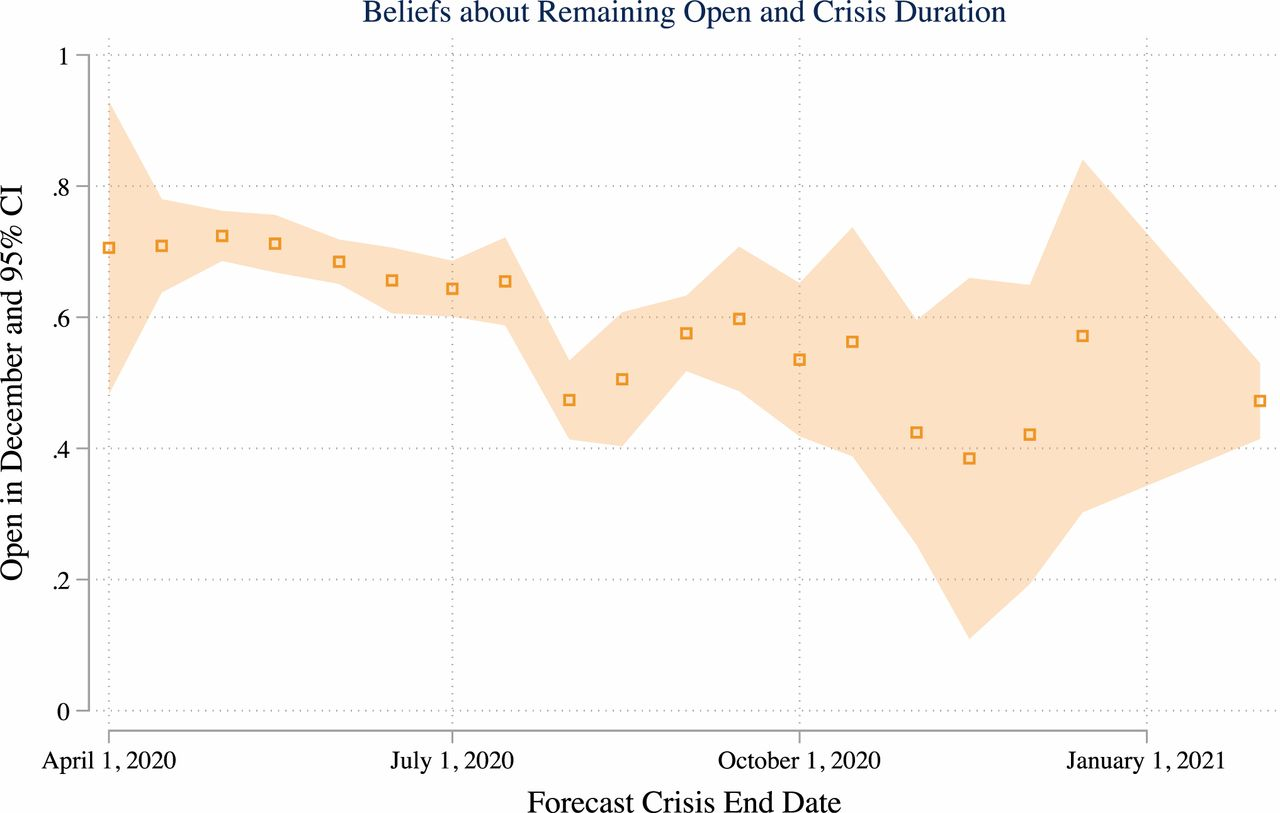 Beliefs about Remaining Open and Crisis Duration
Open in December and 95% CI
1
.8
.6
.4
.2
0
April 1, 2020
July 1, 2020
October 1, 2020
January 1, 2021
Forecast Crisis End Date